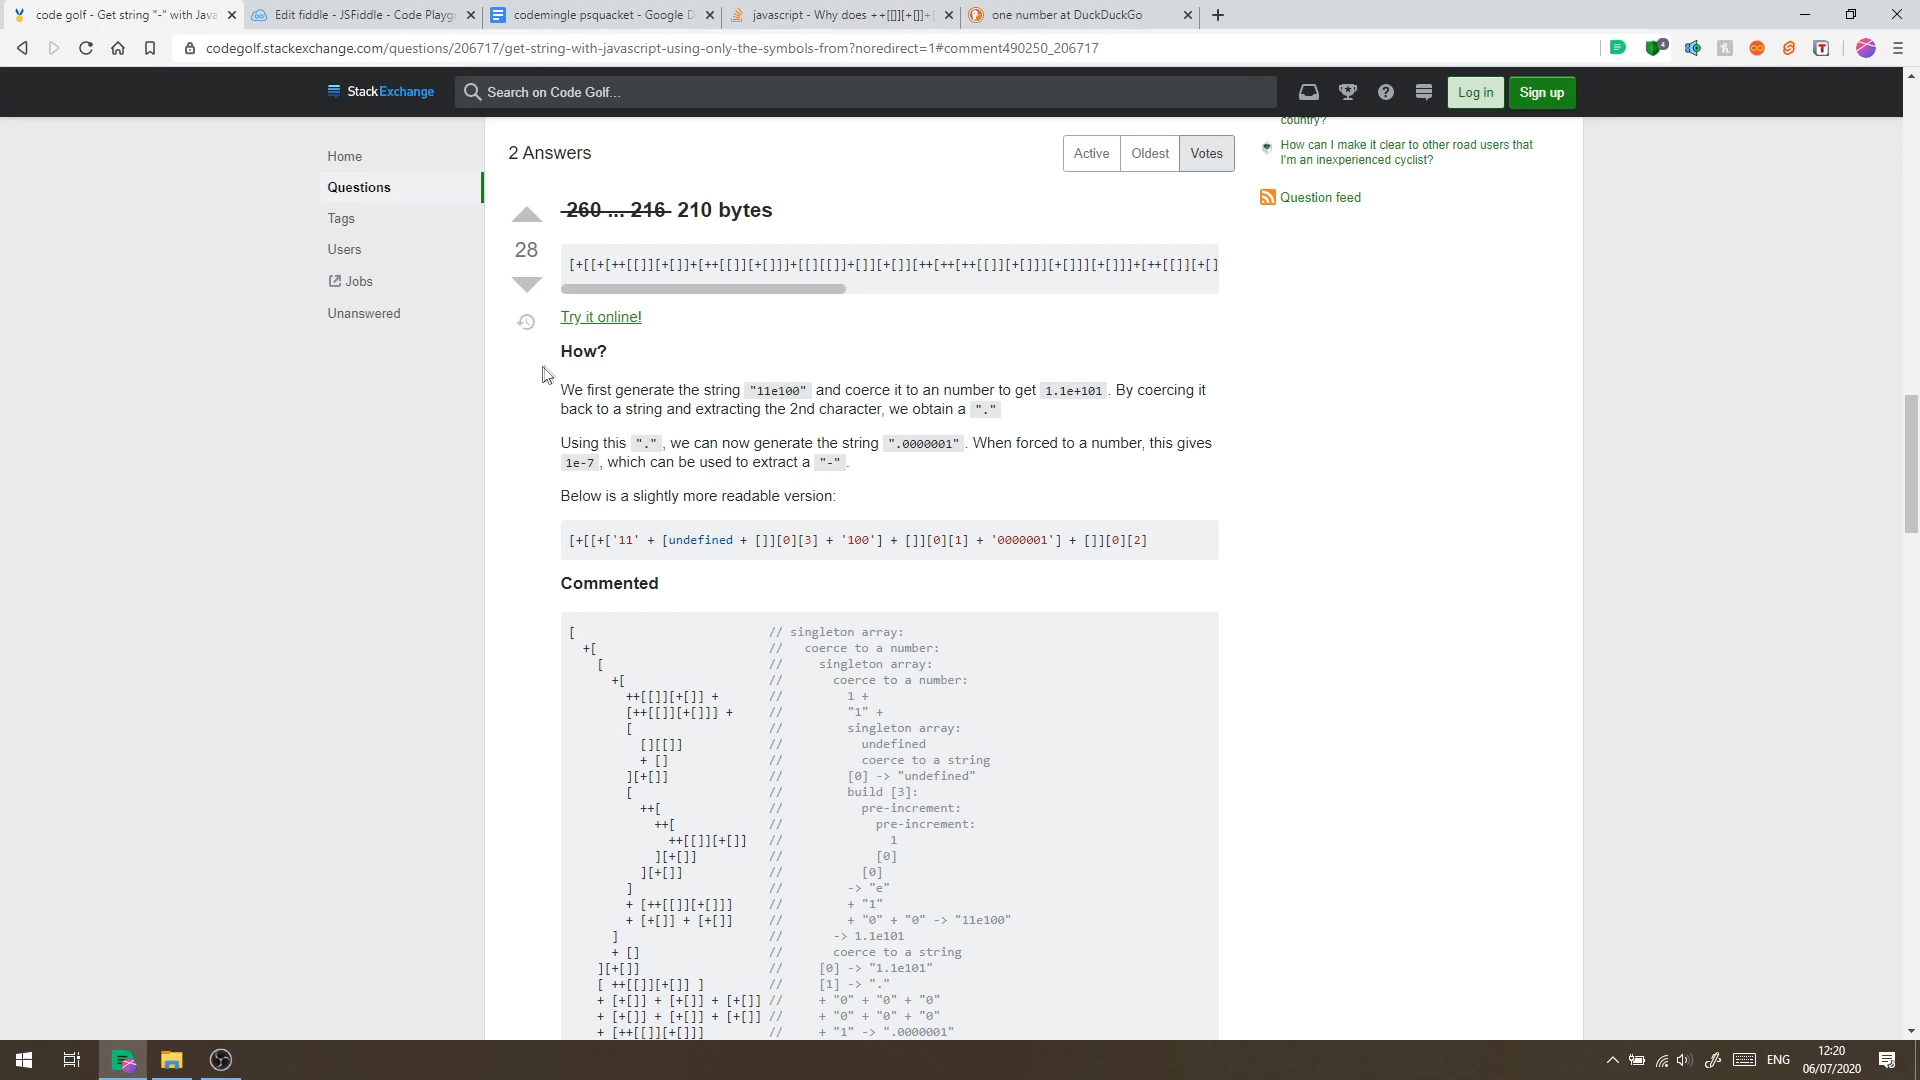 code golf - Get string "-" with Java
Edit fiddle - JSFiddle - Code Playgr
codemingle psquacket - Google D
javascript - Why does ++[[]][+[]]+[
one number at DuckDuckGo
codegolf.stackexchange.com/questions/206717/get-string-with-javascript-using-only-the-symbols-from?noredirect=1#comment490250_206717
4
StackExchange
Search on Code Golf...
Log in
Sign up
Home
Questions
Tags
Users
Jobs
Unanswered
2 Answers
Active
Oldest
Votes
country?
How can I make it clear to other road users that
I'm an inexperienced cyclist?
Question feed
260 ... 216 210 bytes
28
[+[[+[++[[]][+[]]+[++[[]][+[]]]+[[][[]]+[]][+[]][++[++[++[[]][+[]]][+[]]][+[]]]+[++[[]][+[]
Try it online!
How?
We first generate the string "11e100" and coerce it to an number to get 1.1e+101. By coercing it
back to a string and extracting the 2nd character, we obtain a "."
Using this ".", we can now generate the string ".0000001". When forced to a number, this gives
1e-7, which can be used to extract a "-".
Below is a slightly more readable version:
[+[[+['11' + [undefined + []][0][3] + '100'] + []][0][1] + '0000001'] + []][0][2]
Commented
[ // singleton array:
+[ // coerce to a number:
[ // singleton array:
+[ // coerce to a number:
++[[]][+[]] + // 1 +
[++[[]][+[]]] + // "1" +
[ // singleton array:
[][[]] // undefined
+ [] // coerce to a string
][+[]] // [0] -> "undefined"
[ // build [3]:
++[ // pre-increment:
++[ // pre-increment:
++[[]][+[]] // 1
][+[]] // [0]
][+[]] // [0]
] // -> "e"
+ [++[[]][+[]]] // + "1"
+ [+[]] + [+[]] // + "0" + "0" -> "11e100"
] // -> 1.1e101
+ [] // coerce to a string
][+[]] // [0] -> "1.1e101"
[ ++[[]][+[]] ] // [1] -> "."
+ [+[]] + [+[]] + [+[]] // + "0" + "0" + "0"
+ [+[]] + [+[]] + [+[]] // + "0" + "0" + "0"
+ [++[[]][+[]]] // + "1" -> ".0000001"
ENG
12:20
06/07/2020